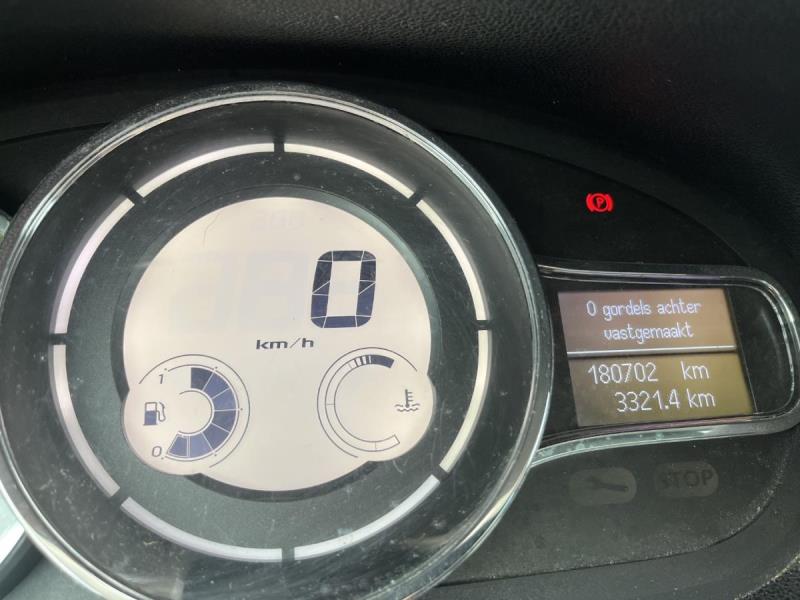 0
km/h
1
0
P
0 gordels achter
vastgemaakt
180702 km
3321.4 km
STOP